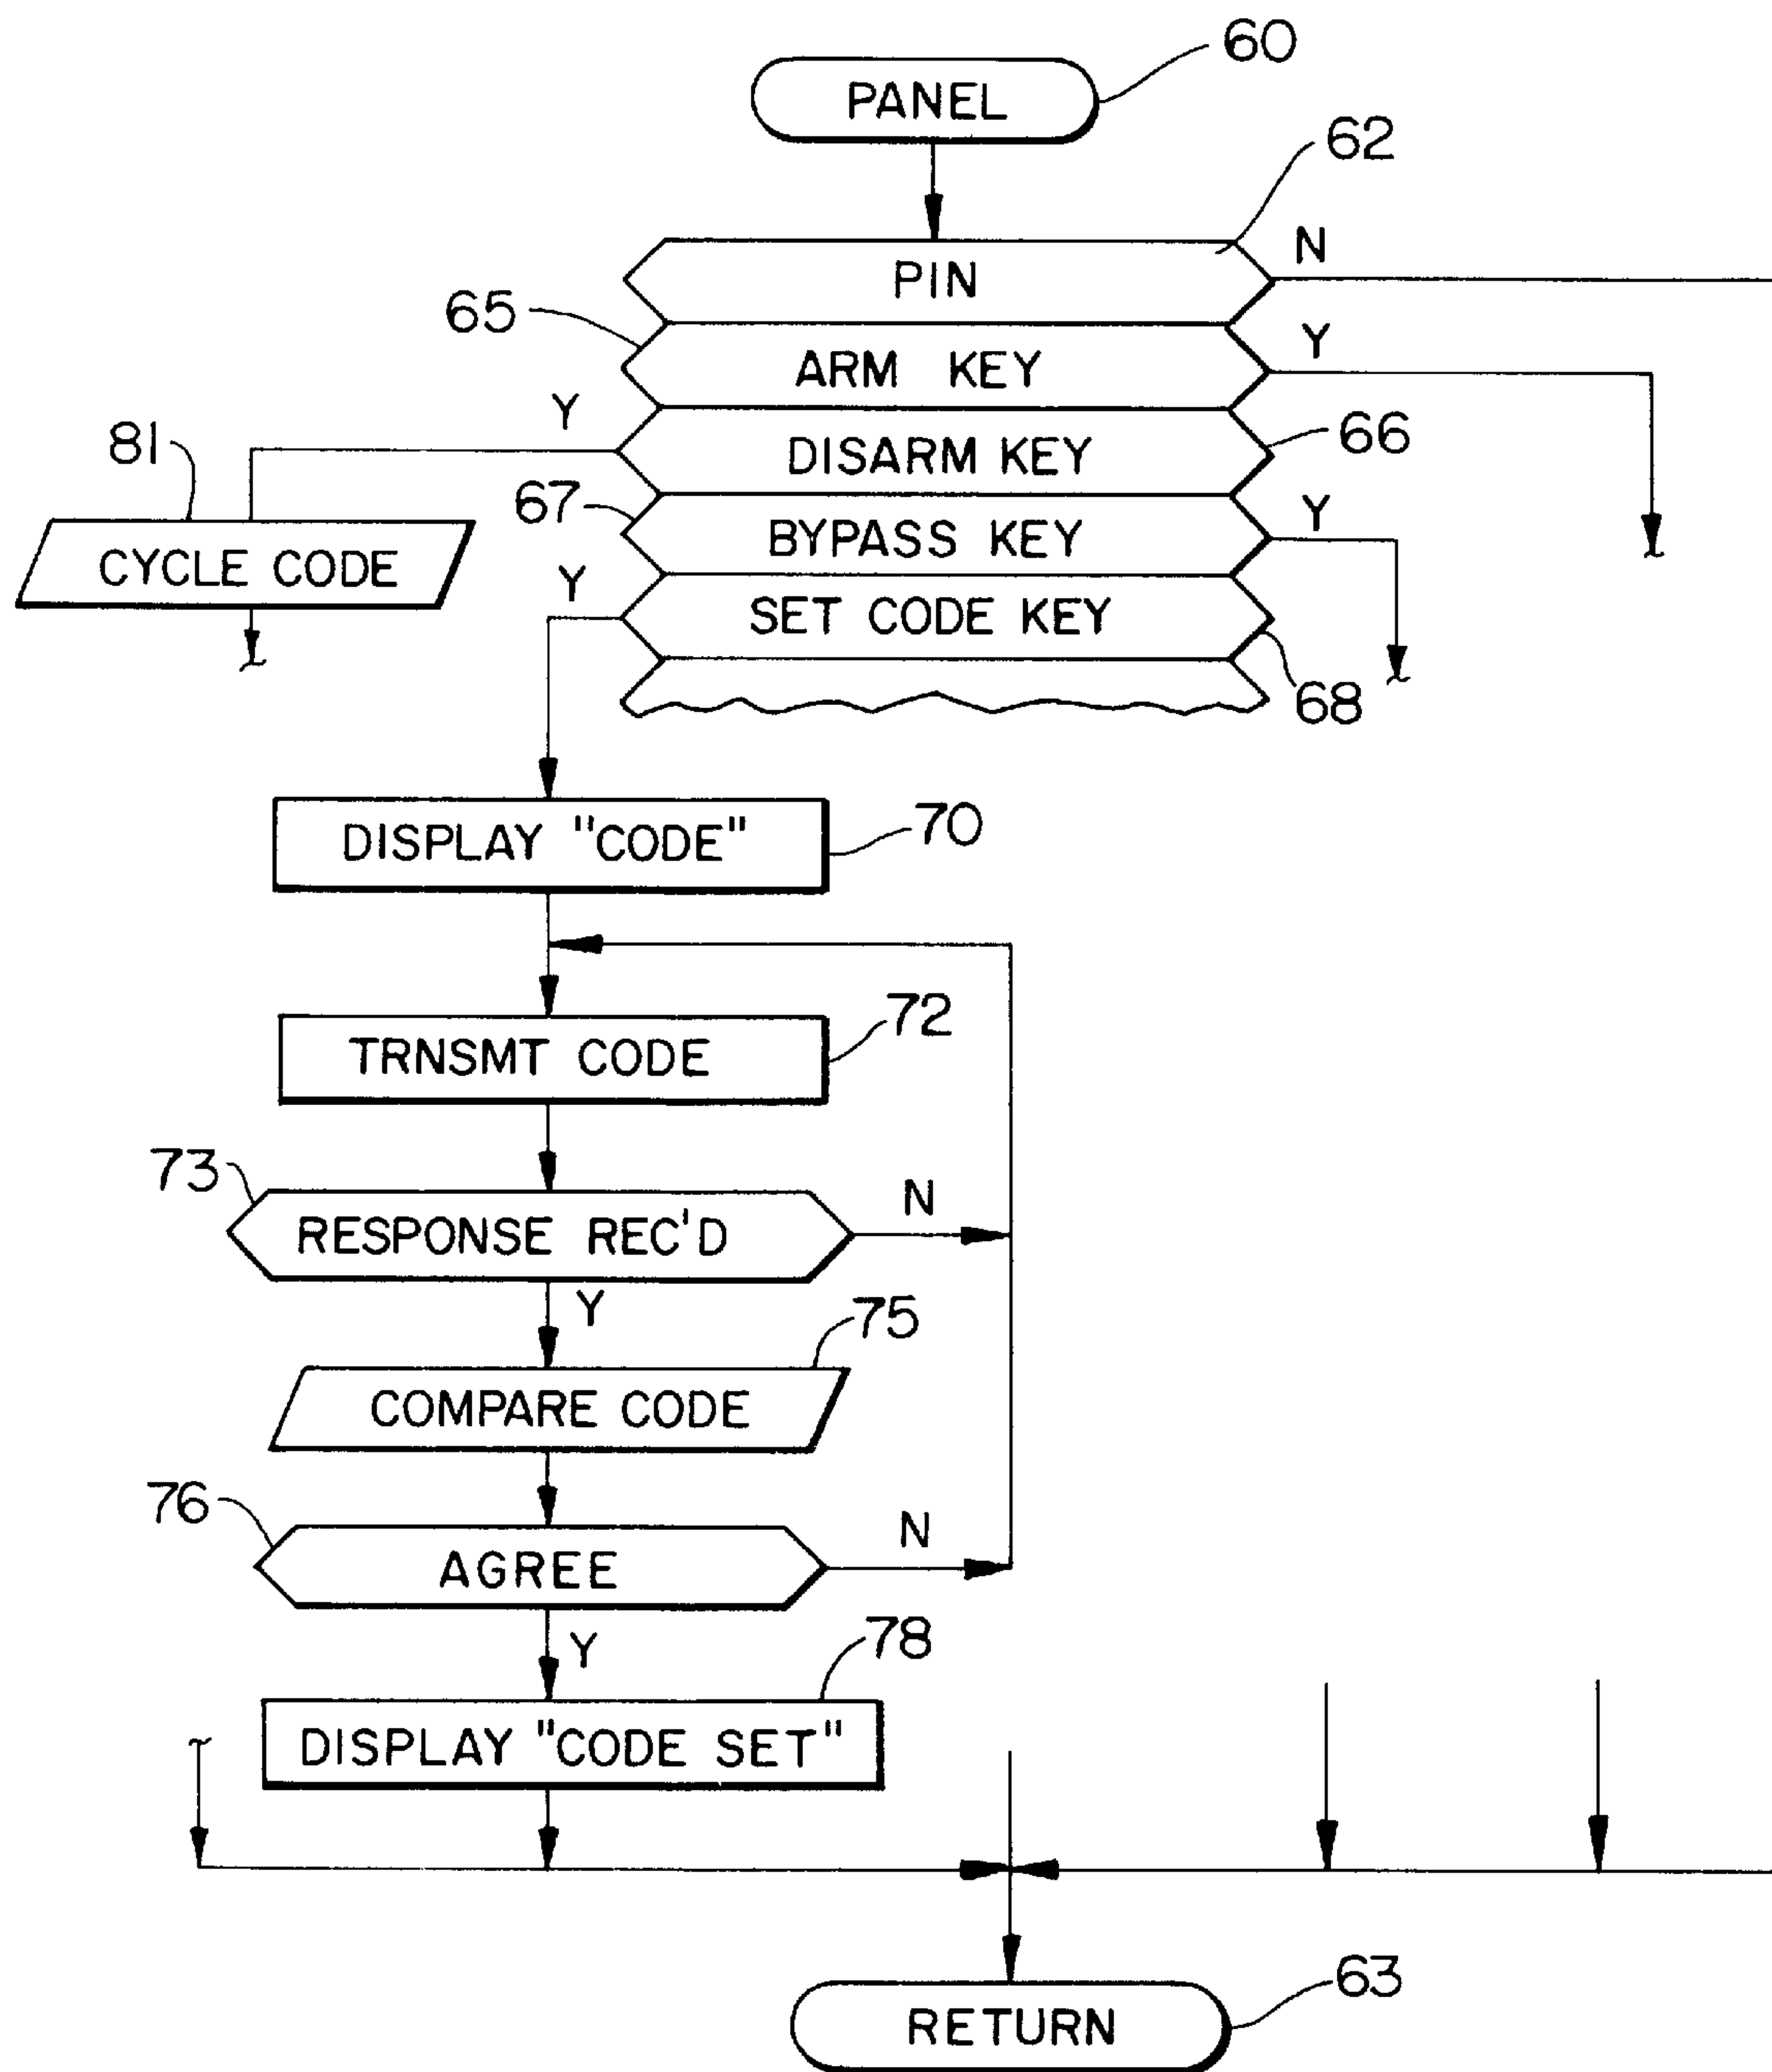 60
PANEL
62
PIN
N
65
ARM KEY
Y
Y
DISARM KEY
66
81
67
BYPASS KEY
Y
CYCLE CODE
Y
SET CODE KEY
68
DISPLAY "CODE"
70
72
TRNSMT CODE
73
RESPONSE REC'D
N
Y
75
COMPARE CODE
76
AGREE
N
Y
78
DISPLAY "CODE SET"
63
RETURN